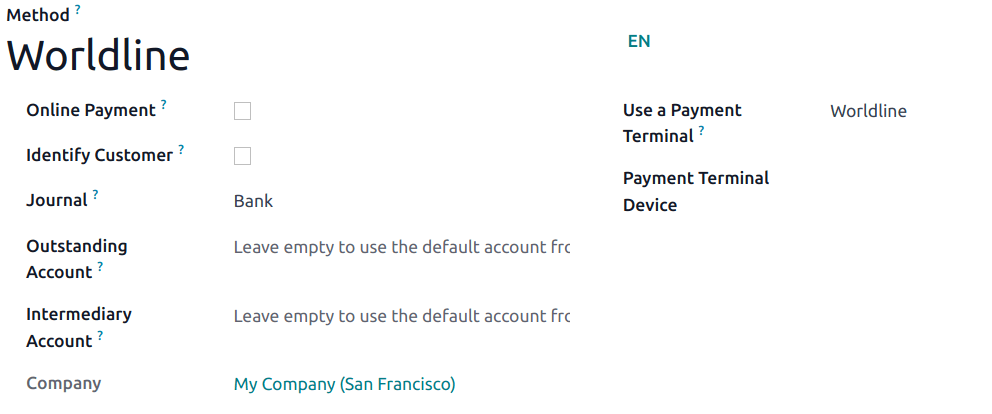 Method ?
Worldline
EN
Online Payment ?
Identify Customer ?
Journal ? Bank
Outstanding
Account ? Leave empty to use the default account fro
Intermediary
Account ? Leave empty to use the default account fro
Company My Company (San Francisco)
Use a Payment
Terminal ? Worldline
Payment Terminal
Device